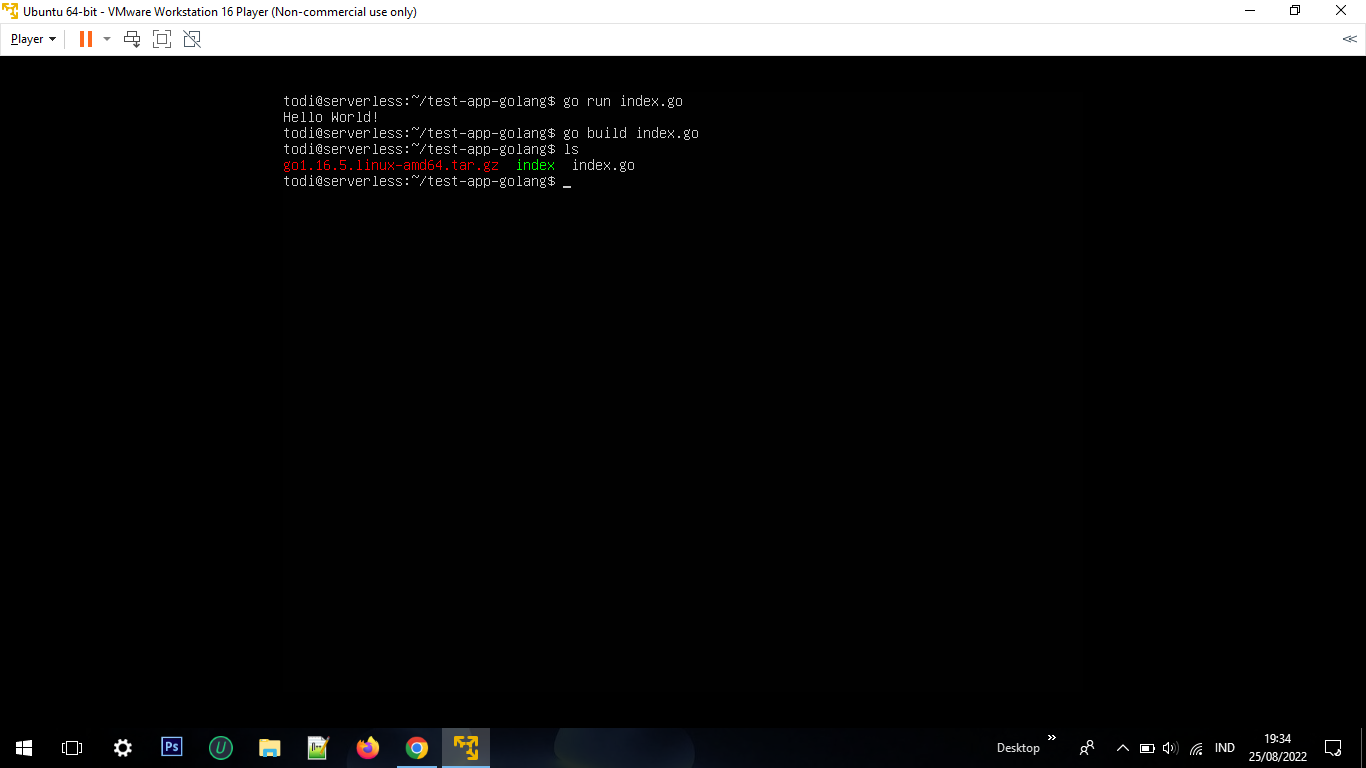 Ubuntu 64-bit - VMware Workstation 16 Player (Non-commercial use only)
Player
todi@serverless:~/test-app-golang$ go run index.go
Hello World!
todi@serverless:~/test-app-golang$ go build index.go
todi@serverless:~/test-app-golang$ ls
go1.16.5.linux-amd64.tar.gz  index  index.go
todi@serverless:~/test-app-golang$ _
Ps
Desktop
IND
19:34
25/08/2022